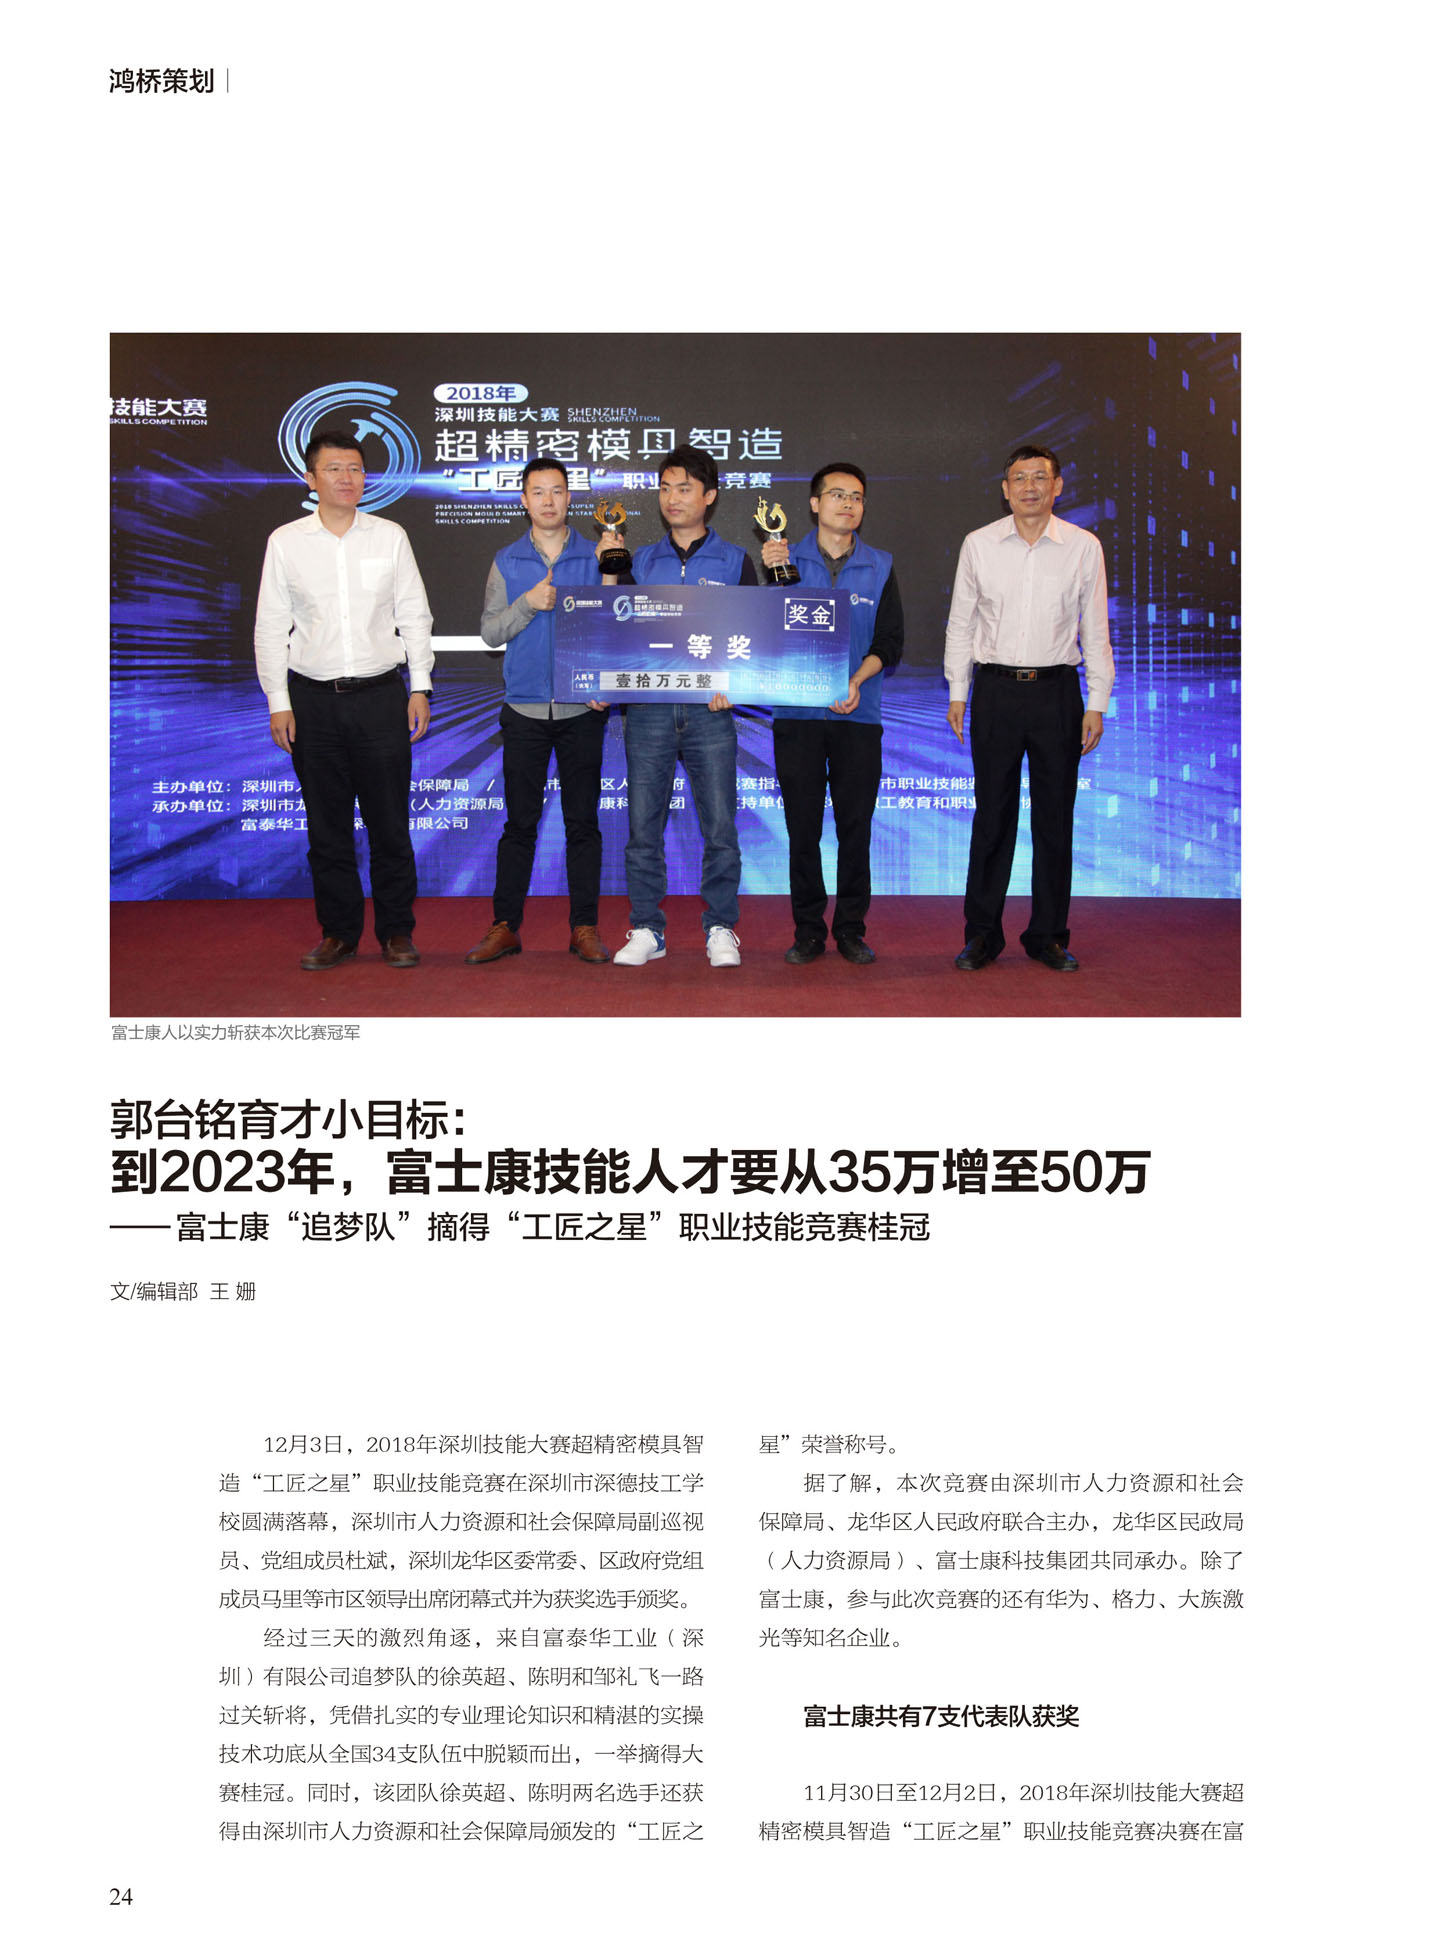 鸿桥策划
技能大赛
SKILLS COMPETITION
2018年
深圳技能大赛 SHENZHEN
SKILLS COMPETITION
超精密模具智造
“工匠 星” 职业 竞赛
2018 SHENZHEN SKILLS
PRECISION MOULD SMART
SKILLS COMPETITION
奖金
超精密模具智造
一等奖
人民币
(大写)
壹拾万元整
主办单位：深圳市人
会保障局 /
承办单位：深圳市龙
（人力资源局
富泰华工
有限公司
富士康人以实力斩获本次比赛冠军
郭台铭育才小目标：
到2023年，富士康技能人才要从35万增至50万
——富士康“追梦队”摘得“工匠之星”职业技能竞赛桂冠
文/编辑部 王 姗
12月3日，2018年深圳技能大赛超精密模具智
造“工匠之星”职业技能竞赛在深圳市深德技工学
校圆满落幕，深圳市人力资源和社会保障局副巡视
员、党组成员杜斌，深圳龙华区委常委、区政府党组
成员马里等市区领导出席闭幕式并为获奖选手颁奖。
经过三天的激烈角逐，来自富泰华工业（深
圳）有限公司追梦队的徐英超、陈明和邹礼飞一路
过关斩将，凭借扎实的专业理论知识和精湛的实操
技术功底从全国34支队伍中脱颖而出，一举摘得大
赛桂冠。同时，该团队徐英超、陈明两名选手还获
得由深圳市人力资源和社会保障局颁发的“工匠之
星”荣誉称号。
据了解，本次竞赛由深圳市人力资源和社会
保障局、龙华区人民政府联合主办，龙华区民政局
（人力资源局）、富士康科技集团共同承办。除了
富士康，参与此次竞赛的还有华为、格力、大族激
光等知名企业。
富士康共有7支代表队获奖
11月30日至12月2日，2018年深圳技能大赛超
精密模具智造“工匠之星”职业技能竞赛决赛在富
24